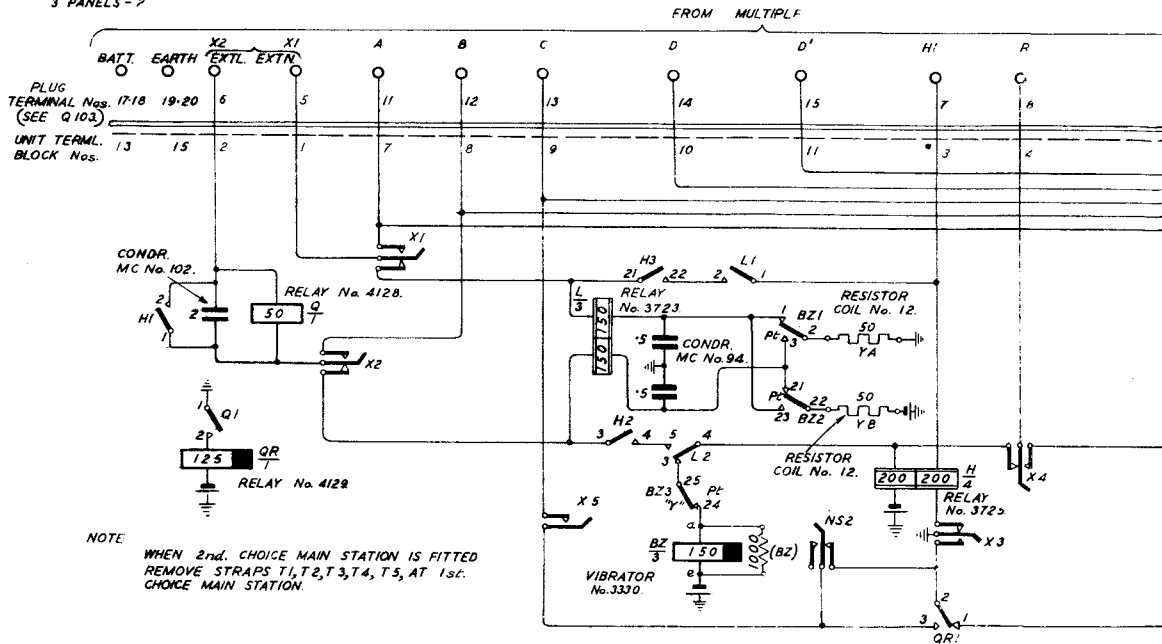 3 PANELS - ?
FROM MULTIPLE
BATT. EARTH X2 X1 A B C D D' H1 R
EXTL. EXTN.
PLUG
TERMINAL Nos. 17·18 19·20 6 5 11 12 13 14 15 7 8
(SEE Q 103)
UNIT TERML.
BLOCK Nos. 13 15 2 1 7 8 9 10 11 3 4
X1
CONDR.
MC No. 102.
2
H1
2
1
RELAY No. 4128.
50 Q/1
X2
H3
21 22
L1
2 1
L/3
RELAY
No. 3723
150 150
150
·5
CONDR.
MC No. 94.
·5
RESISTOR
COIL No. 12.
1 BZ1
2
Pt
3
50
YA
21
Pt
22
23
BZ2
50
YB
RESISTOR
COIL No. 12.
1 Q1
2
125 QR/1
RELAY No. 4129.
H2
3 4 5 4
3 L2
25
BZ3
"Y"
Pt
24
a
BZ/3 150
e
1000
(BZ)
VIBRATOR
No. 3330.
200 200 H/4
RELAY
No. 3725.
X4
X5
NS2
X3
2
3 1
QR1
NOTE
WHEN 2nd. CHOICE MAIN STATION IS FITTED
REMOVE STRAPS T1, T2, T3, T4, T5, AT 1st.
CHOICE MAIN STATION.